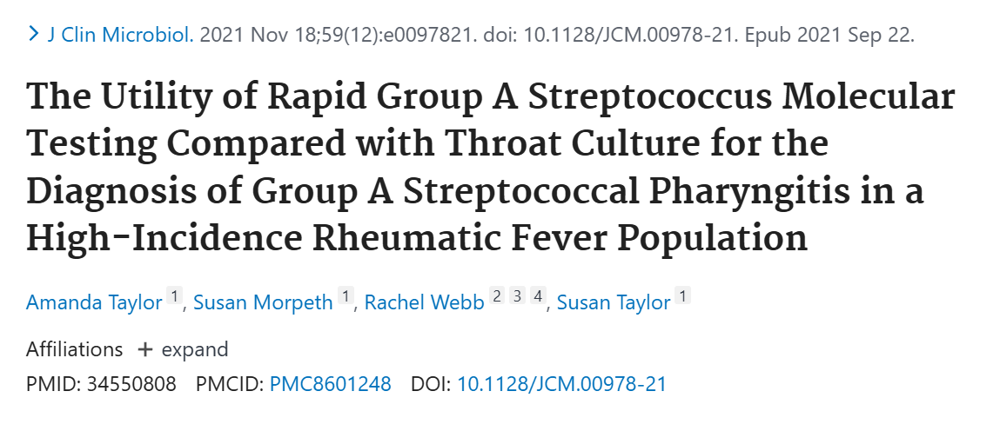 > J Clin Microbiol. 2021 Nov 18;59(12):e0097821. doi: 10.1128/JCM.00978-21. Epub 2021 Sep 22.
The Utility of Rapid Group A Streptococcus Molecular
Testing Compared with Throat Culture for the
Diagnosis of Group A Streptococcal Pharyngitis in a
High-Incidence Rheumatic Fever Population
Amanda Taylor 1, Susan Morpeth 1, Rachel Webb 2 3 4, Susan Taylor 1
Affiliations + expand
PMID: 34550808 PMCID: PMC8601248 DOI: 10.1128/JCM.00978-21